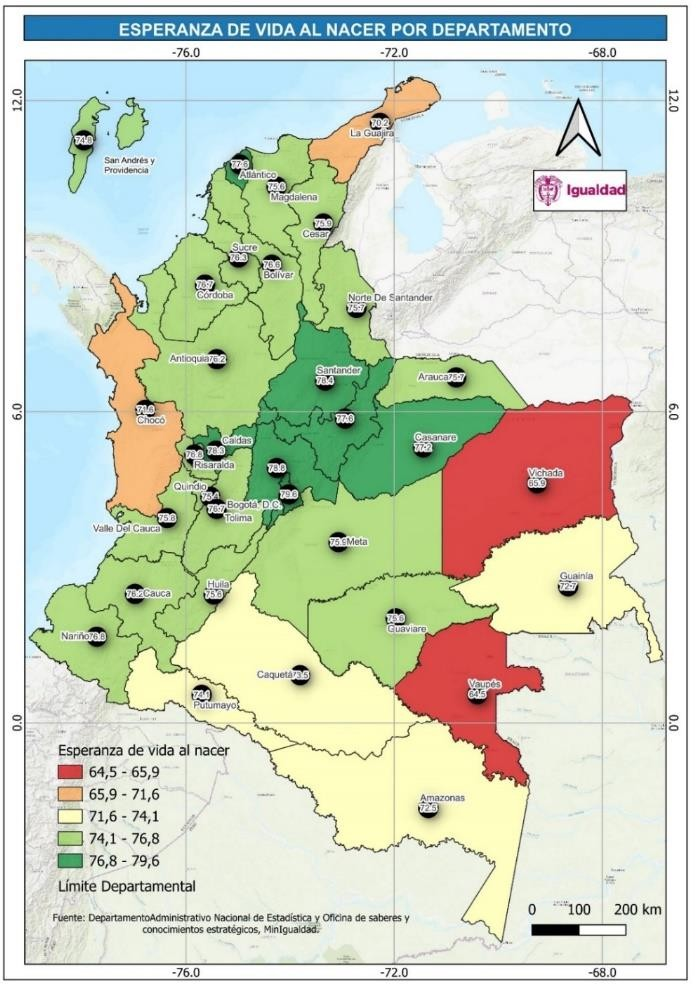 ESPERANZA DE VIDA AL NACER POR DEPARTAMENTO
-76.0 -72.0 -68.0
12.0 12.0
Igualdad
74.8
San Andrés y
Providencia
70.2
La Guajira
77.6
Atlántico
75.6
Magdalena
75.9
Cesar
Sucre
76.3
76.6
Bolívar
76.7
Córdoba
Norte De Santander
75.7
Antioquia 76.2
Santander
78.4
Arauca 75.7
6.0 6.0
71.6
Chocó
77.6
Casanare
77.2
Caldas
78.3
76.8
Risaralda
78.8
79.6
Vichada
65.9
Quindio
75.4
Bogotá, D.C.
76.7
Tolima
75.8
Valle Del Cauca
75.9 Meta
Guainía
72.7
76.2 Cauca
Huila
75.6
75.6
Guaviare
Nariño 76.8
Caquetá 73.5
Vaupés
64.5
74.1
Putumayo
0.0 0.0
Amazonas
72.5
Esperanza de vida al nacer
64,5 - 65,9
65,9 - 71,6
71,6 - 74,1
74,1 - 76,8
76,8 - 79,6
Límite Departamental
Fuente: DepartamentoAdministrativo Nacional de Estadística y Oficina de saberes y
conocimientos estratégicos, MinIgualdad.
0 100 200 km
-76.0 -72.0 -68.0